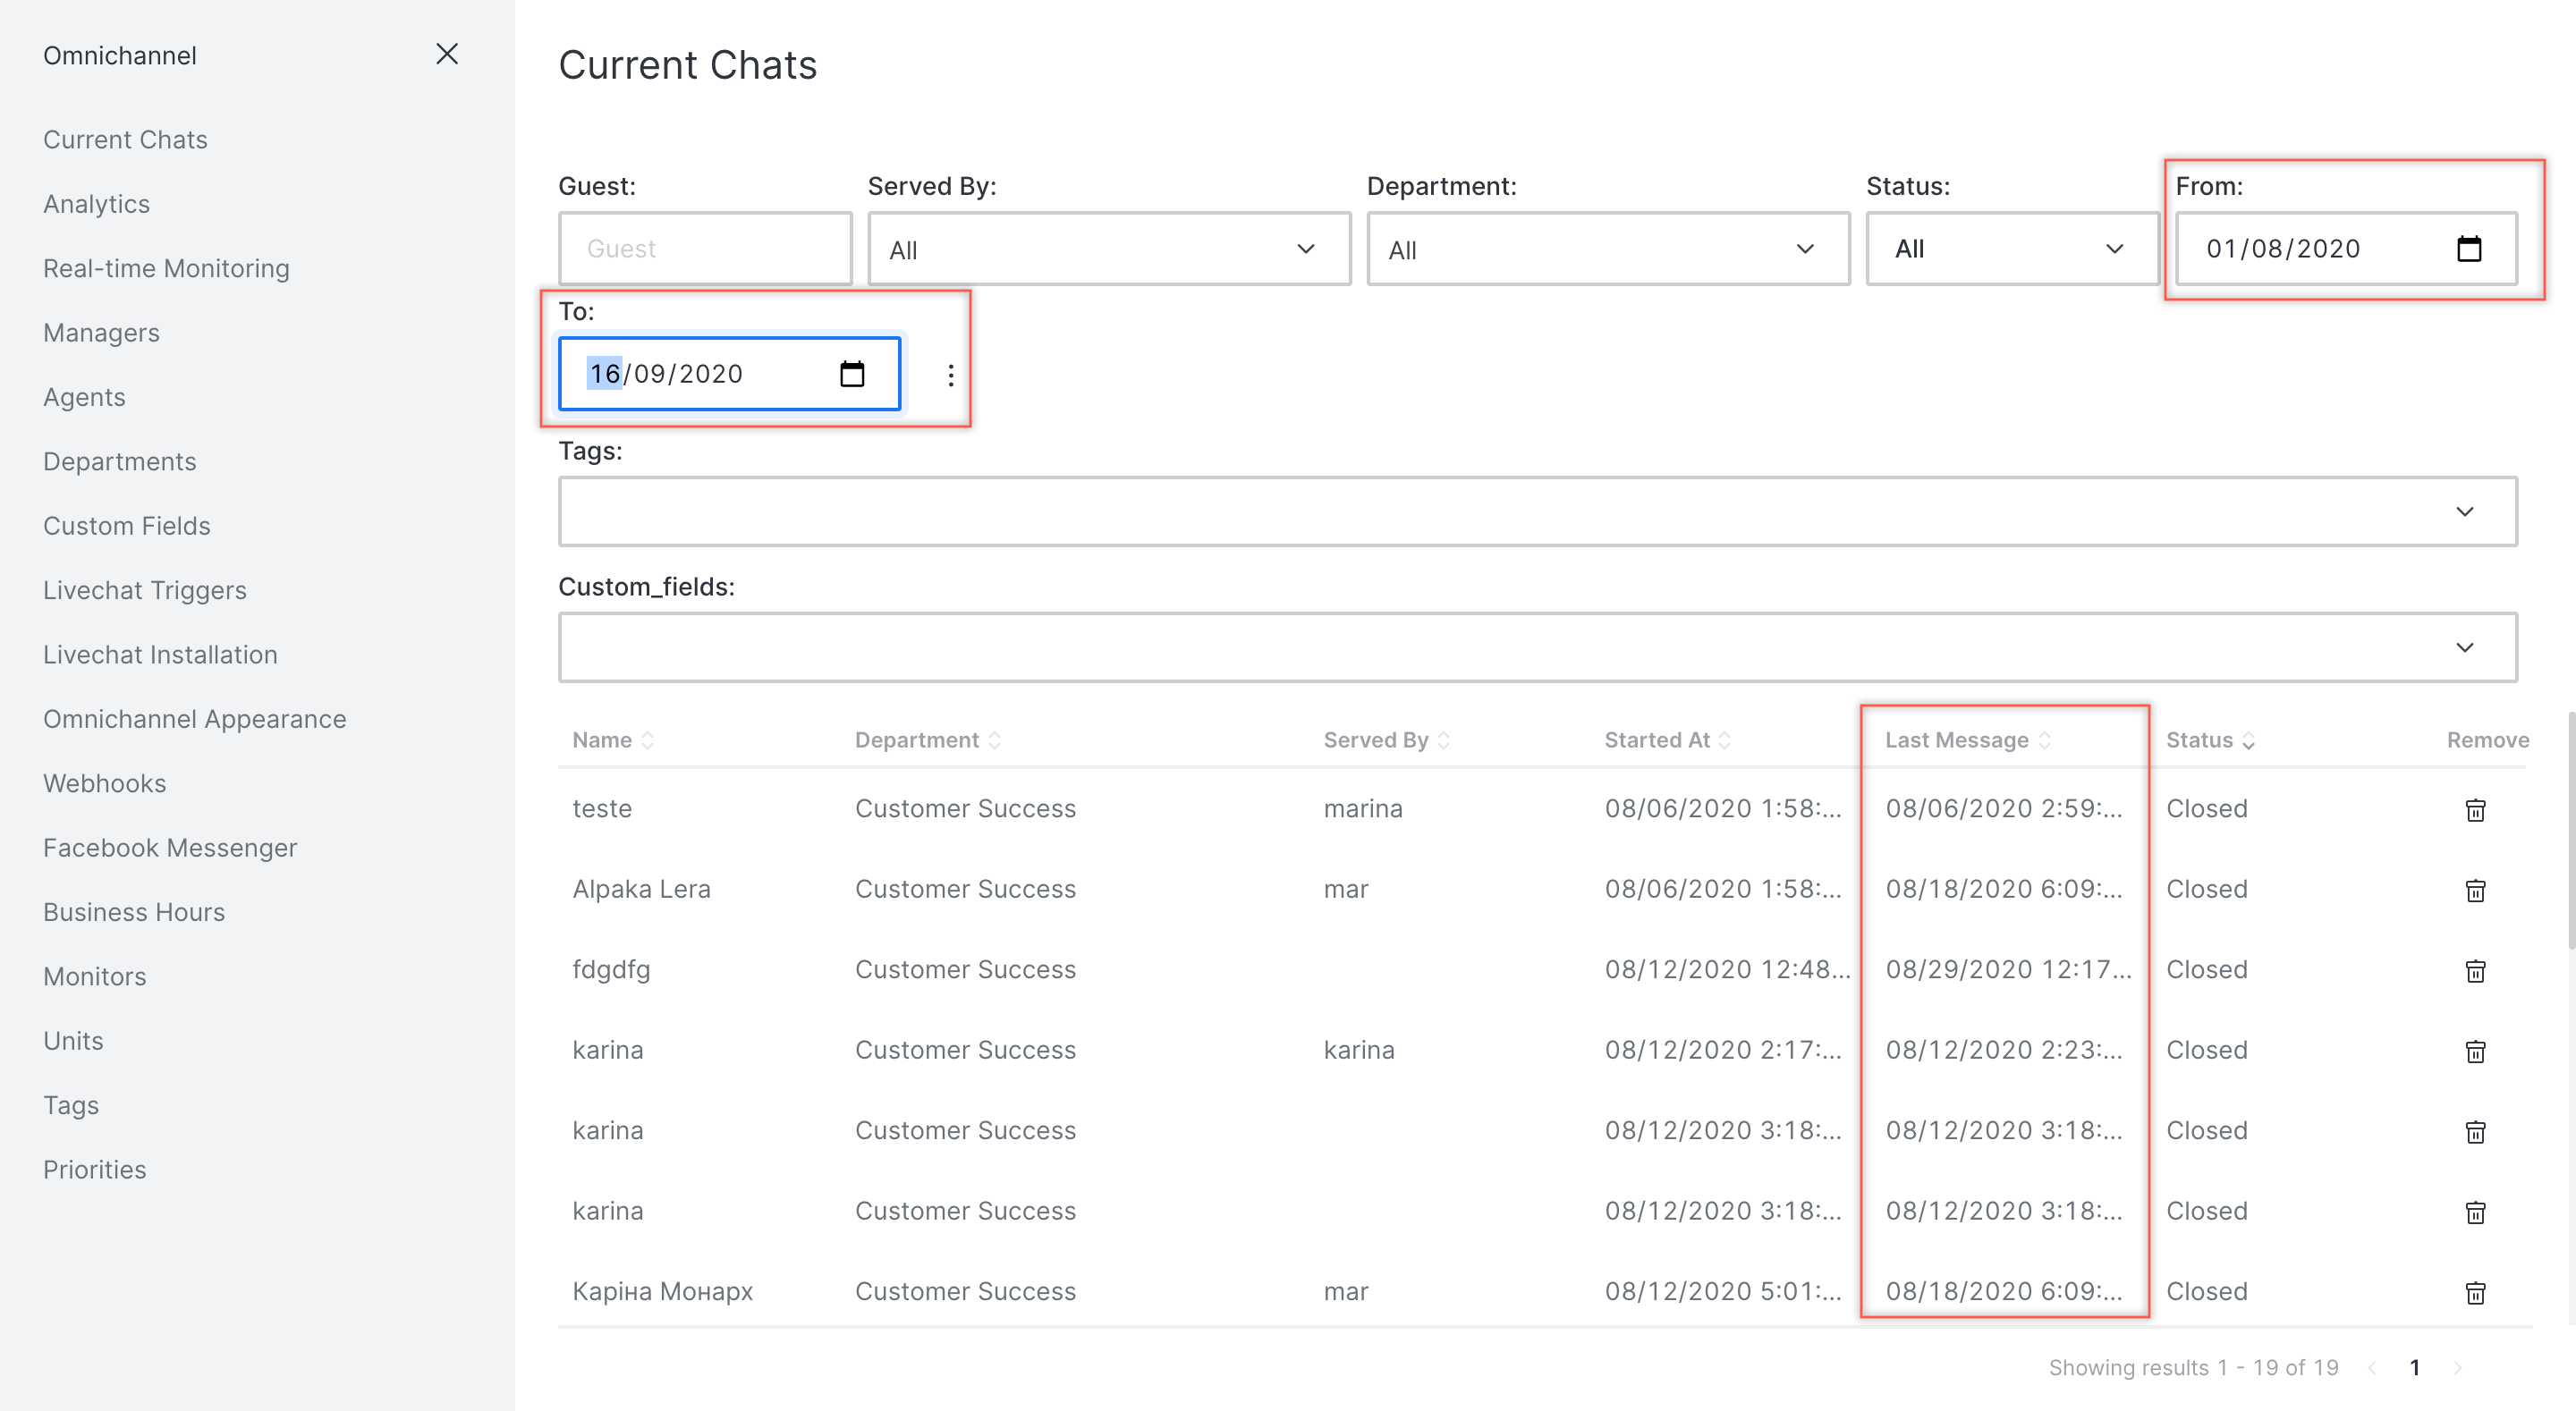 Omnichannel
Current Chats
Analytics
Real-time Monitoring
Managers
Agents
Departments
Custom Fields
Livechat Triggers
Livechat Installation
Omnichannel Appearance
Webhooks
Facebook Messenger
Business Hours
Monitors
Units
Tags
Priorities
Current Chats
Guest: Served By: Department: Status: From:
Guest All All All 01/08/2020
To:
16/09/2020
Tags:
Custom_fields:
Name Department Served By Started At Last Message Status Remove
teste Customer Success marina 08/06/2020 1:58:... 08/06/2020 2:59:... Closed
Alpaka Lera Customer Success mar 08/06/2020 1:58:... 08/18/2020 6:09:... Closed
fdgdfg Customer Success 08/12/2020 12:48... 08/29/2020 12:17... Closed
karina Customer Success karina 08/12/2020 2:17:... 08/12/2020 2:23:... Closed
karina Customer Success 08/12/2020 3:18:... 08/12/2020 3:18:... Closed
karina Customer Success 08/12/2020 3:18:... 08/12/2020 3:18:... Closed
Каріна Монарх Customer Success mar 08/12/2020 5:01:... 08/18/2020 6:09:... Closed
Showing results 1 - 19 of 19 < 1 >